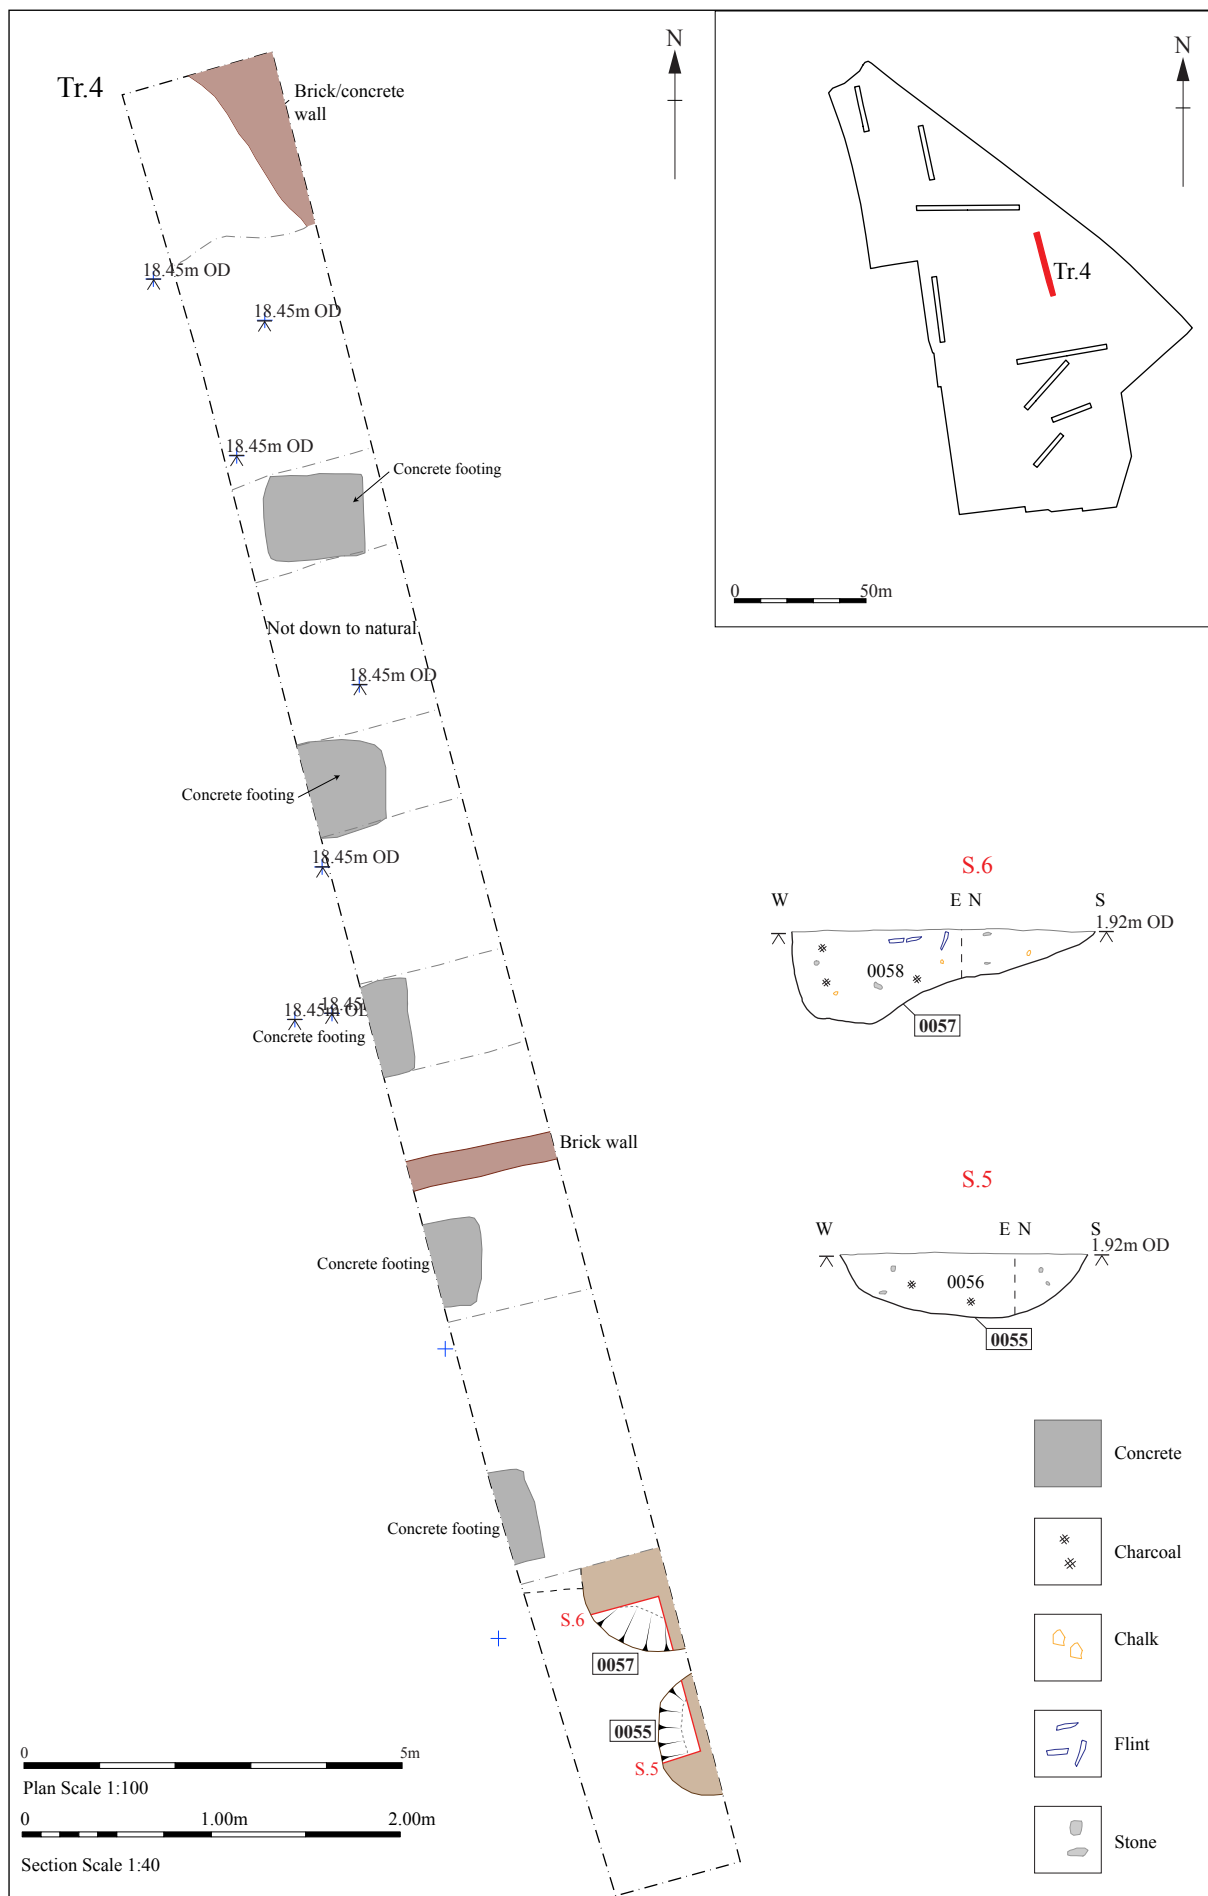 Tr.4
Brick/concrete
wall
N
N
Tr.4
0 50m
18.45m OD
18.45m OD
18.45m OD
Concrete footing
Not down to natural
18.45m OD
Concrete footing
18.45m OD
18.45m OD
Concrete footing
Brick wall
Concrete footing
Concrete footing
S.6
0057
0055
S.5
S.6
W E N S
1.92m OD
0058
0057
S.5
W E N S
1.92m OD
0056
0055
Concrete
Charcoal
Chalk
Flint
Stone
0 5m
Plan Scale 1:100
0 1.00m 2.00m
Section Scale 1:40